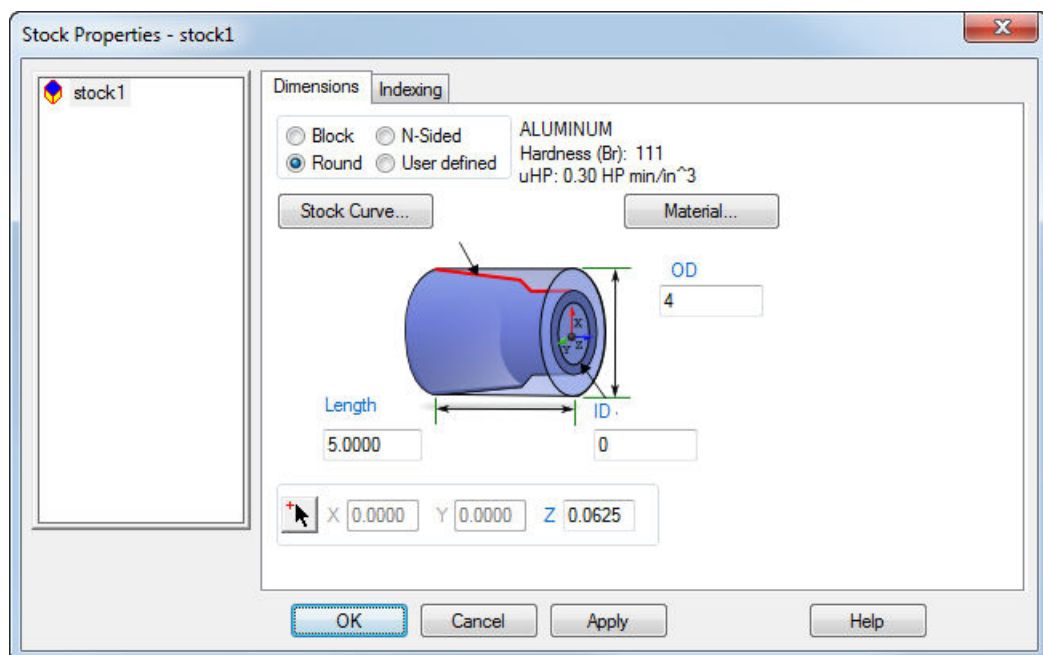 Stock Properties - stock1
X
stock1
Dimensions Indexing
Block N-Sided
Round User defined
ALUMINUM
Hardness (Br): 111
uHP: 0.30 HP min/in^3
Stock Curve... Material...
OD
4
X
Y Z
Length
5.0000
ID
0
X 0.0000 Y 0.0000 Z 0.0625
OK Cancel Apply Help